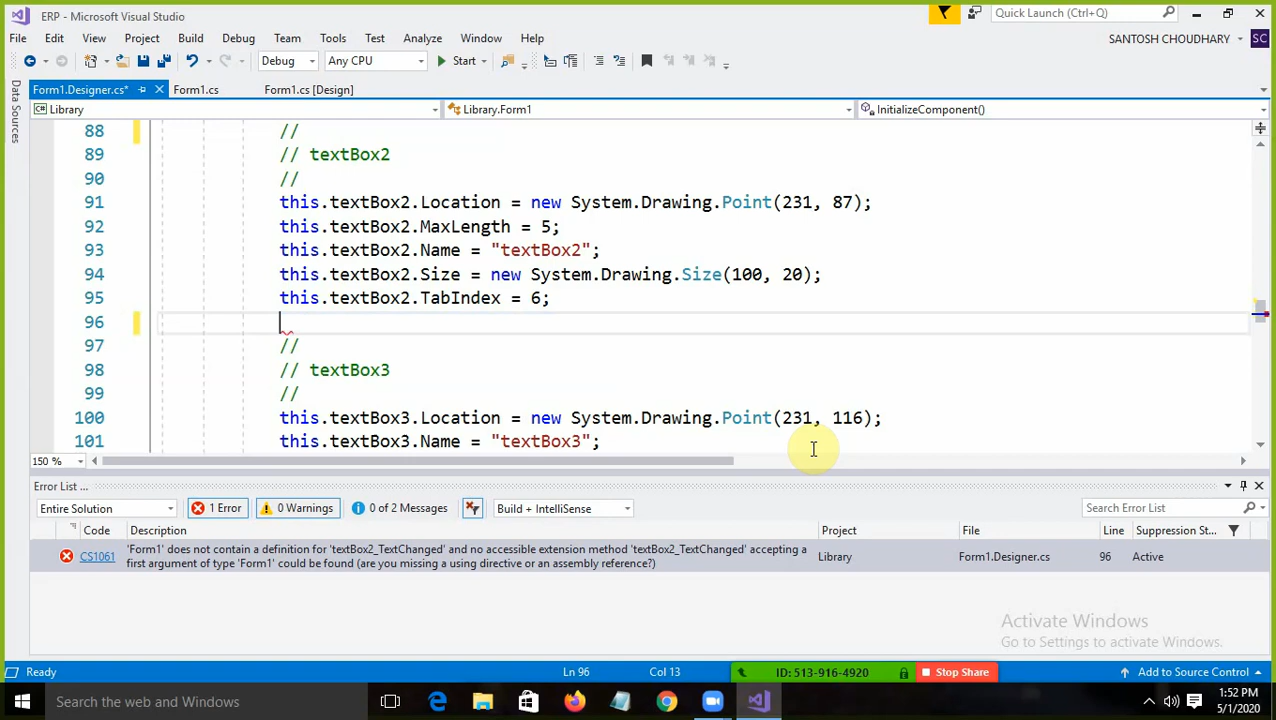 ERP - Microsoft Visual Studio
Quick Launch (Ctrl+Q)
File Edit View Project Build Debug Team Tools Test Analyze Window Help
SANTOSH CHOUDHARY SC
Debug Any CPU Start
Form1.Designer.cs* Form1.cs Form1.cs [Design]
Data Sources
Library Library.Form1 InitializeComponent()
88 //
89 // textBox2
90 //
91 this.textBox2.Location = new System.Drawing.Point(231, 87);
92 this.textBox2.MaxLength = 5;
93 this.textBox2.Name = "textBox2";
94 this.textBox2.Size = new System.Drawing.Size(100, 20);
95 this.textBox2.TabIndex = 6;
96
97 //
98 // textBox3
99 //
100 this.textBox3.Location = new System.Drawing.Point(231, 116);
101 this.textBox3.Name = "textBox3";
150 %
Error List ...
Entire Solution 1 Error 0 Warnings 0 of 2 Messages Build + IntelliSense Search Error List
Code Description Project File Line Suppression St...
CS1061 'Form1' does not contain a definition for 'textBox2_TextChanged' and no accessible extension method 'textBox2_TextChanged' accepting a Library Form1.Designer.cs 96 Active
first argument of type 'Form1' could be found (are you missing a using directive or an assembly reference?)
Activate Windows
Go to Settings to activate Windows.
Ready Ln 96 Col 13 ID: 513-916-4920 Stop Share Add to Source Control
Search the web and Windows
1:52 PM
5/1/2020